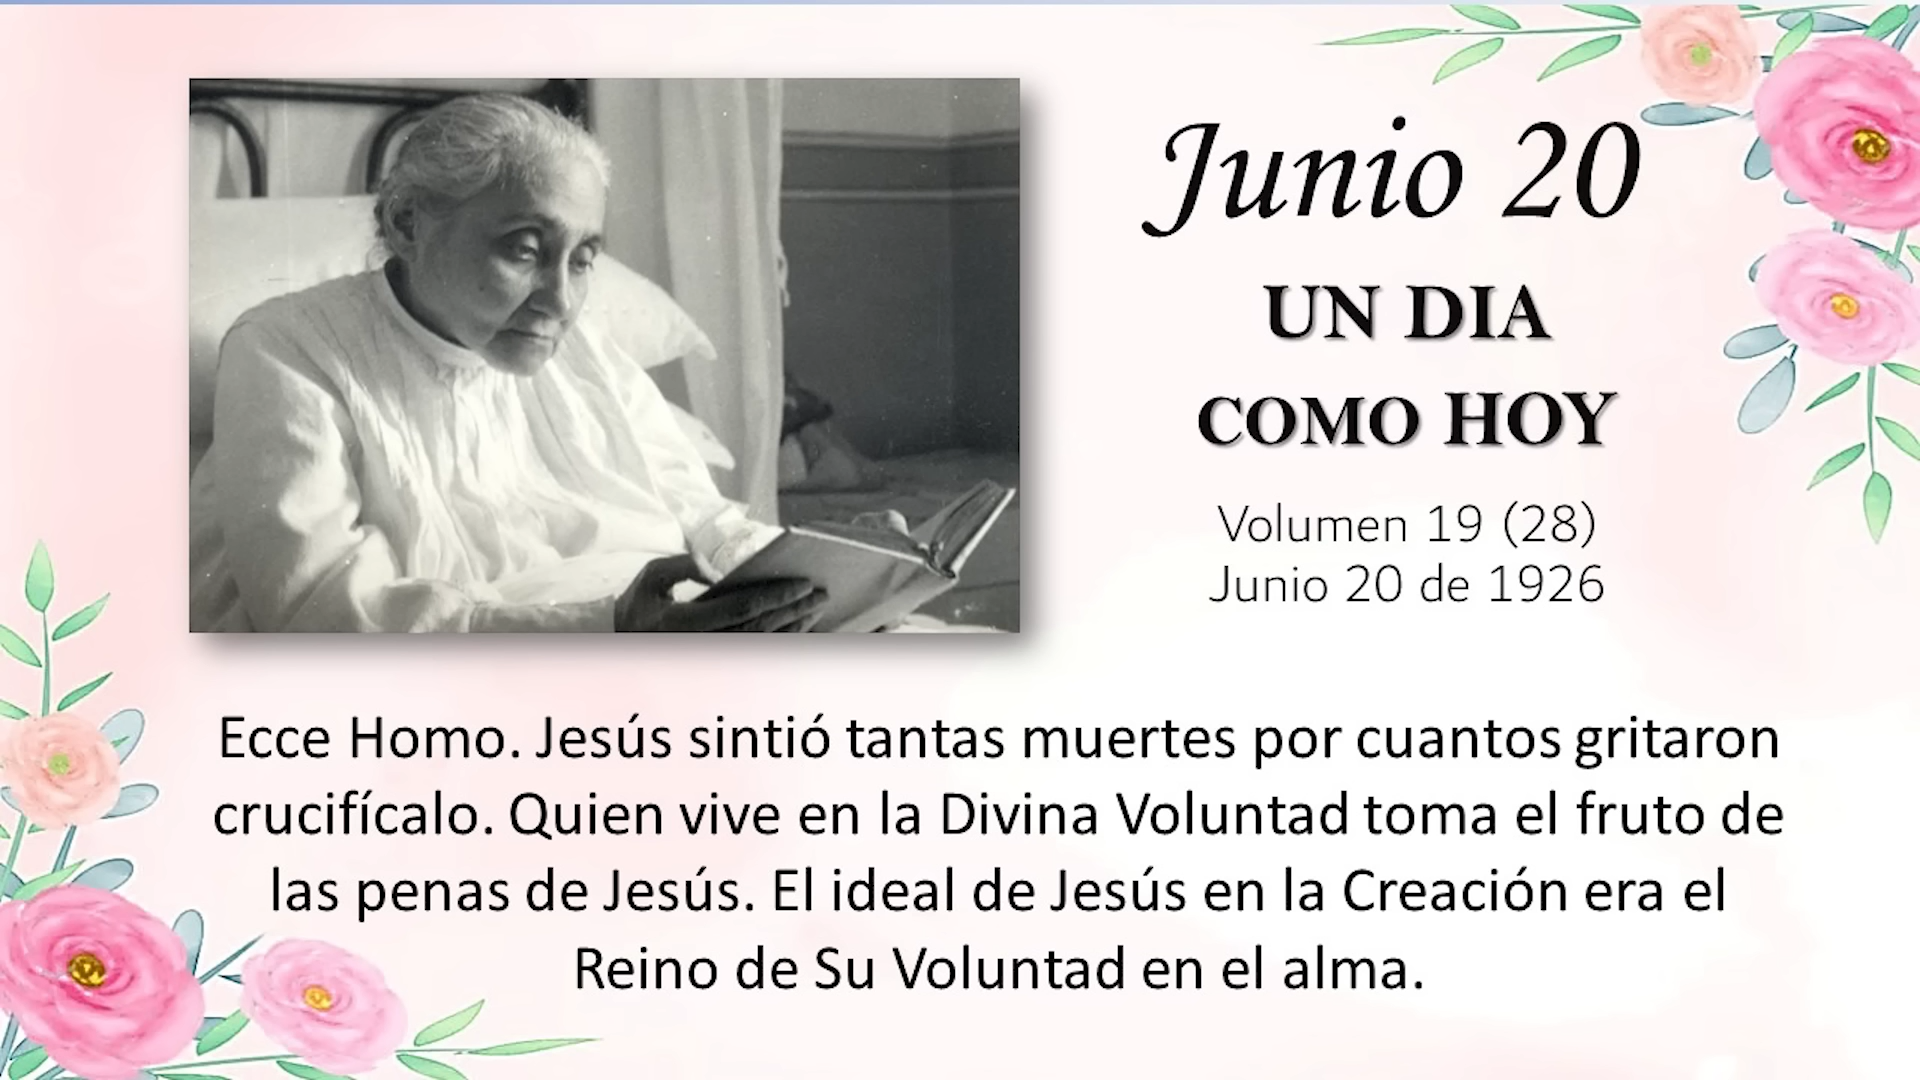 Junio 20
UN DIA
COMO HOY
Volumen 19 (28)
Junio 20 de 1926
Ecce Homo. Jesús sintió tantas muertes por cuantos gritaron
crucifícalo. Quien vive en la Divina Voluntad toma el fruto de
las penas de Jesús. El ideal de Jesús en la Creación era el
Reino de Su Voluntad en el alma.